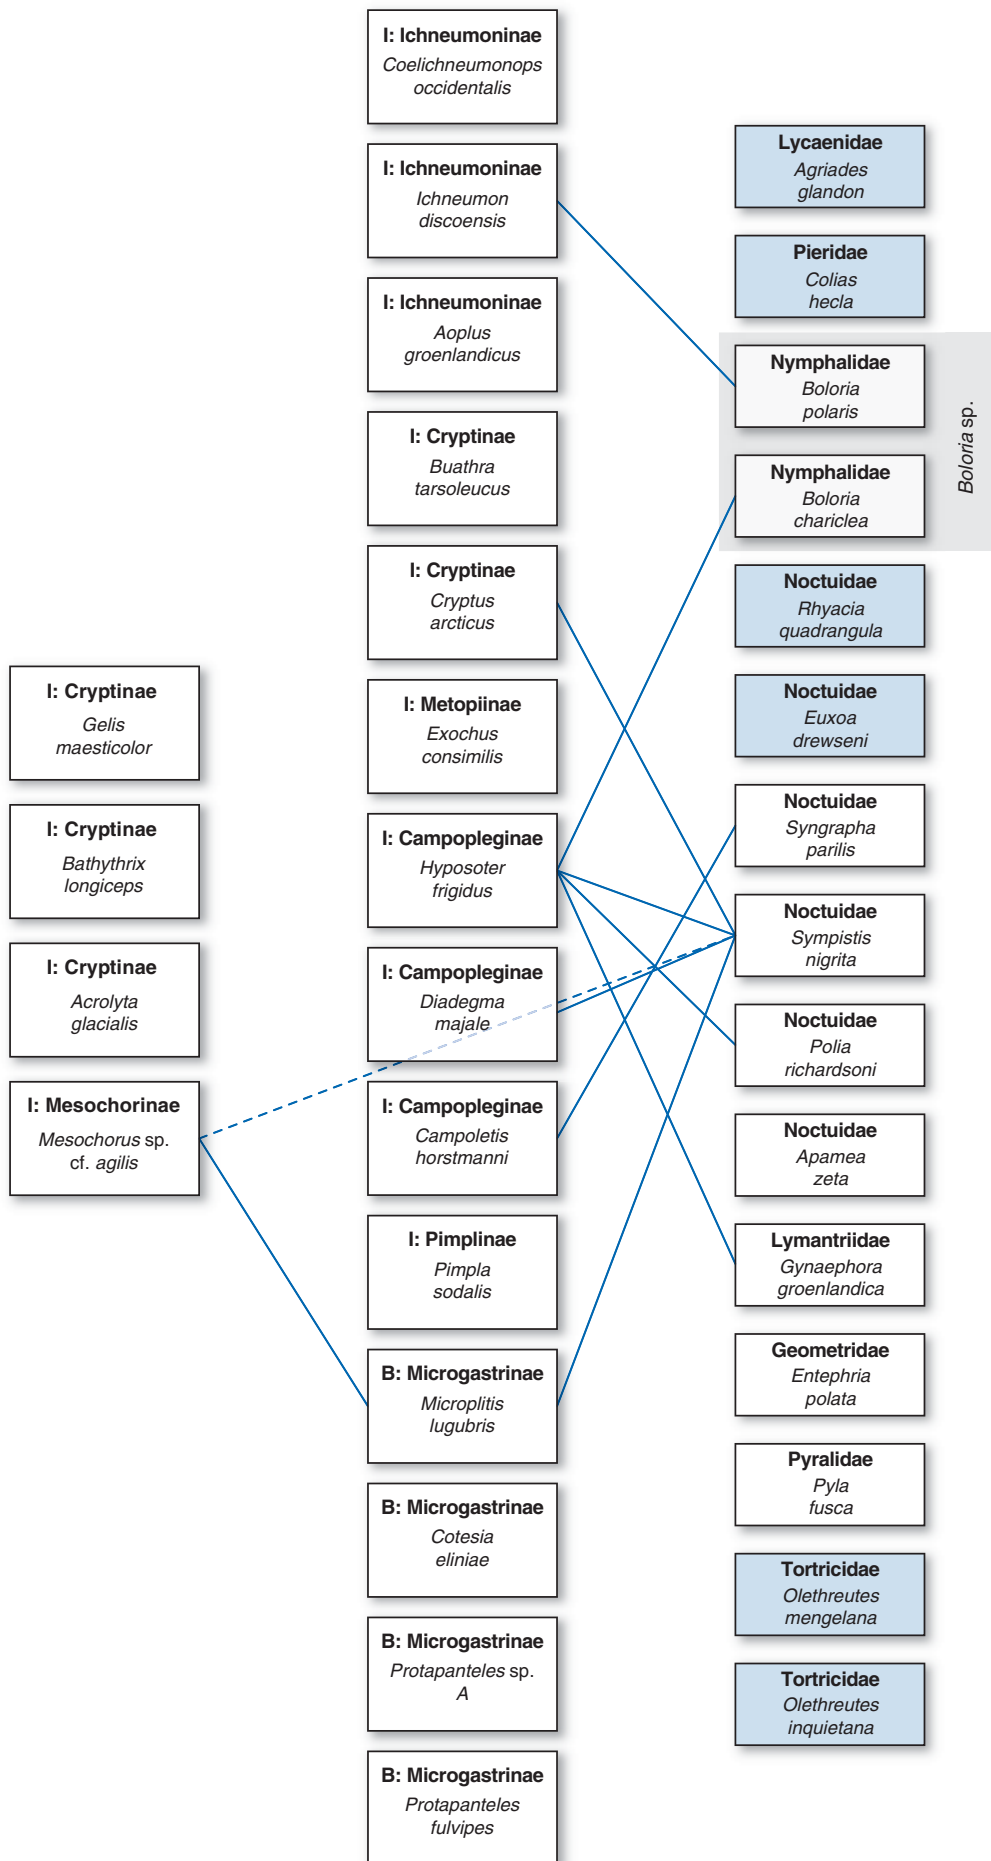 I: Cryptinae
Gelis
maesticolor
I: Cryptinae
Bathythrix
longiceps
I: Cryptinae
Acrolyta
glacialis
I: Mesochorinae
Mesochorus sp.
cf. agilis
I: Ichneumoninae
Coelichneumonops
occidentalis
I: Ichneumoninae
Ichneumon
discoensis
I: Ichneumoninae
Aoplus
groenlandicus
I: Cryptinae
Buathra
tarsoleucus
I: Cryptinae
Cryptus
arcticus
I: Metopiinae
Exochus
consimilis
I: Campopleginae
Hyposoter
frigidus
I: Campopleginae
Diadegma
majale
I: Campopleginae
Campoletis
horstmanni
I: Pimplinae
Pimpla
sodalis
B: Microgastrinae
Microplitis
lugubris
B: Microgastrinae
Cotesia
eliniae
B: Microgastrinae
Protapanteles sp.
A
B: Microgastrinae
Protapanteles
fulvipes
Lycaenidae
Agriades
glandon
Pieridae
Colias
hecla
Nymphalidae
Boloria
polaris
Nymphalidae
Boloria
chariclea
Boloria sp.
Noctuidae
Rhyacia
quadrangula
Noctuidae
Euxoa
drewseni
Noctuidae
Syngrapha
parilis
Noctuidae
Sympistis
nigrita
Noctuidae
Polia
richardsoni
Noctuidae
Apamea
zeta
Lymantriidae
Gynaephora
groenlandica
Geometridae
Entephria
polata
Pyralidae
Pyla
fusca
Tortricidae
Olethreutes
mengelana
Tortricidae
Olethreutes
inquietana